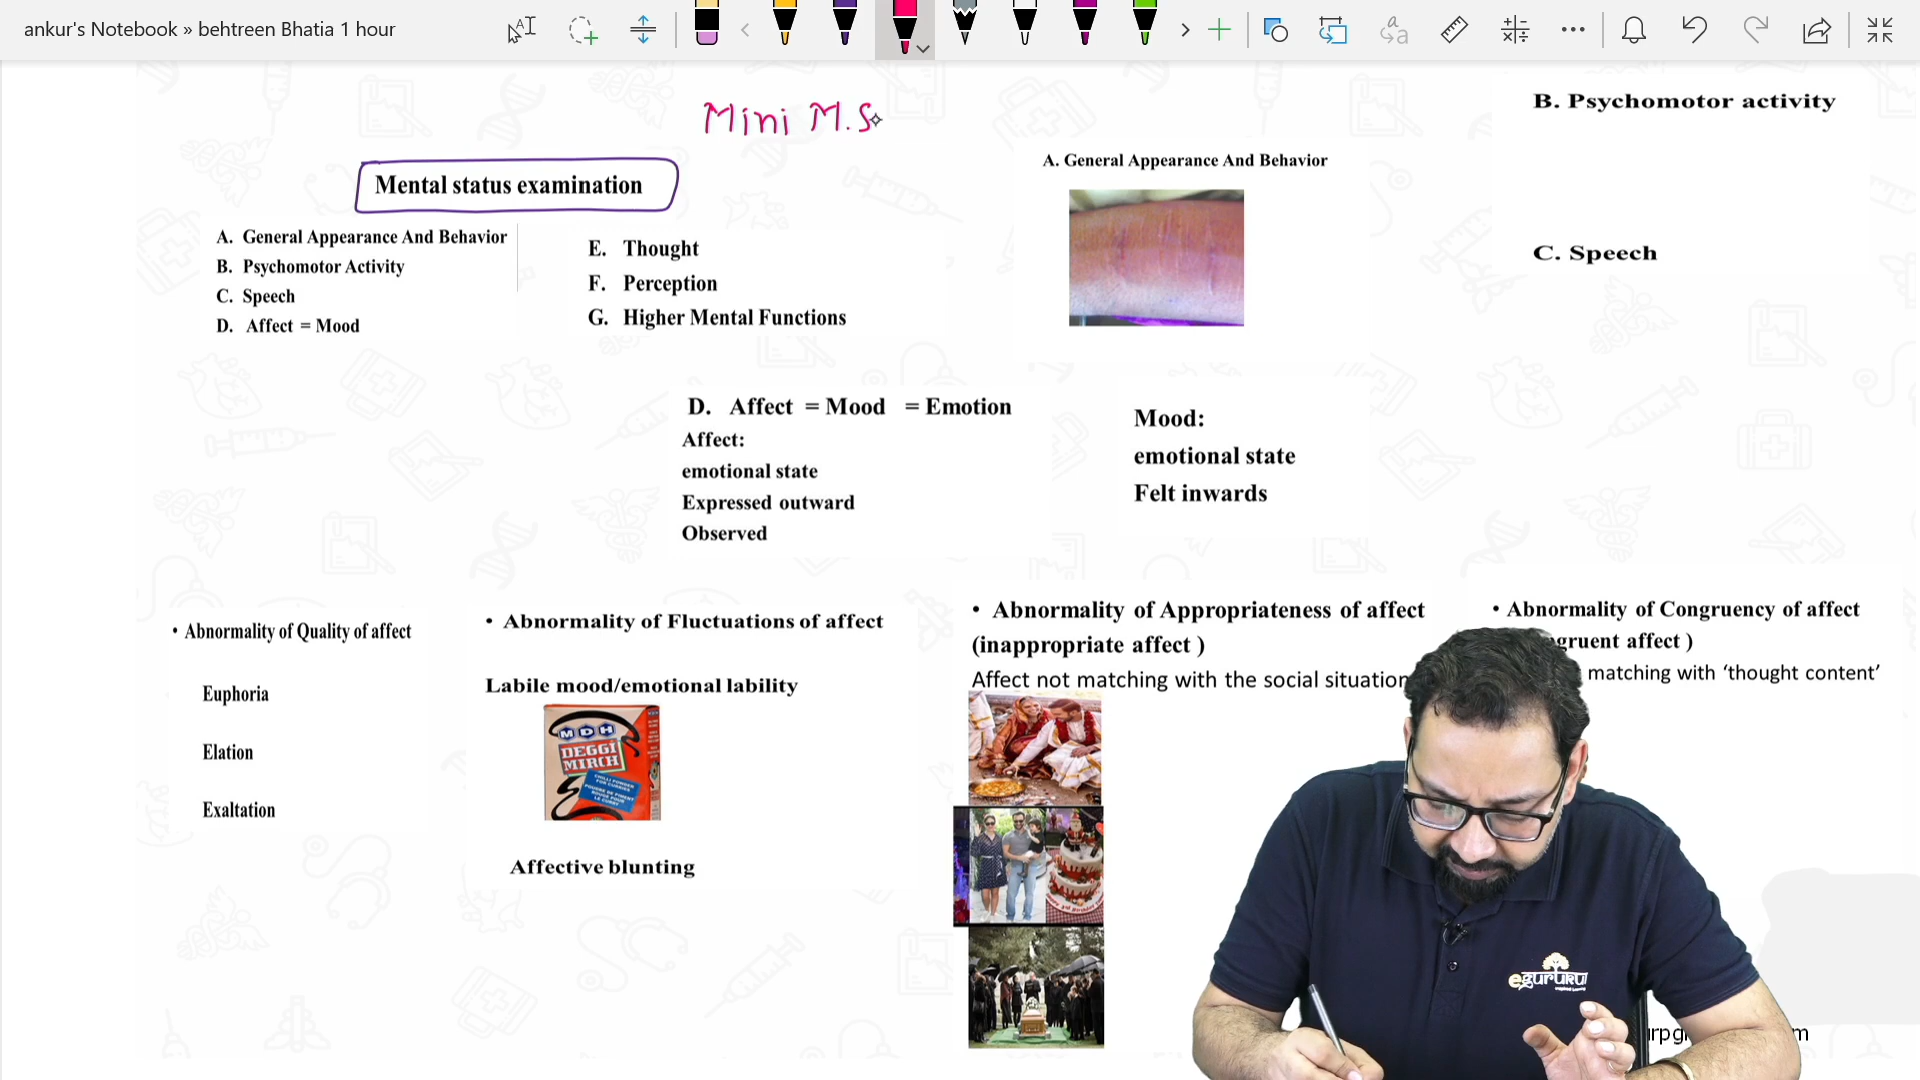 ankur's Notebook » behtreen Bhatia 1 hour
Mini M.S
Mental status examination
A. General Appearance And Behavior
B. Psychomotor Activity
C. Speech
D. Affect = Mood
E. Thought
F. Perception
G. Higher Mental Functions
A. General Appearance And Behavior
B. Psychomotor activity
C. Speech
D. Affect = Mood = Emotion
Affect:
emotional state
Expressed outward
Observed
Mood:
emotional state
Felt inwards
• Abnormality of Quality of affect
Euphoria
Elation
Exaltation
• Abnormality of Fluctuations of affect
Labile mood/emotional lability
MDH
DEGGI
MIRCH
Affective blunting
• Abnormality of Appropriateness of affect
(inappropriate affect )
Affect not matching with the social situation
• Abnormality of Congruency of affect
gruent affect )
matching with ‘thought content’
egurukul